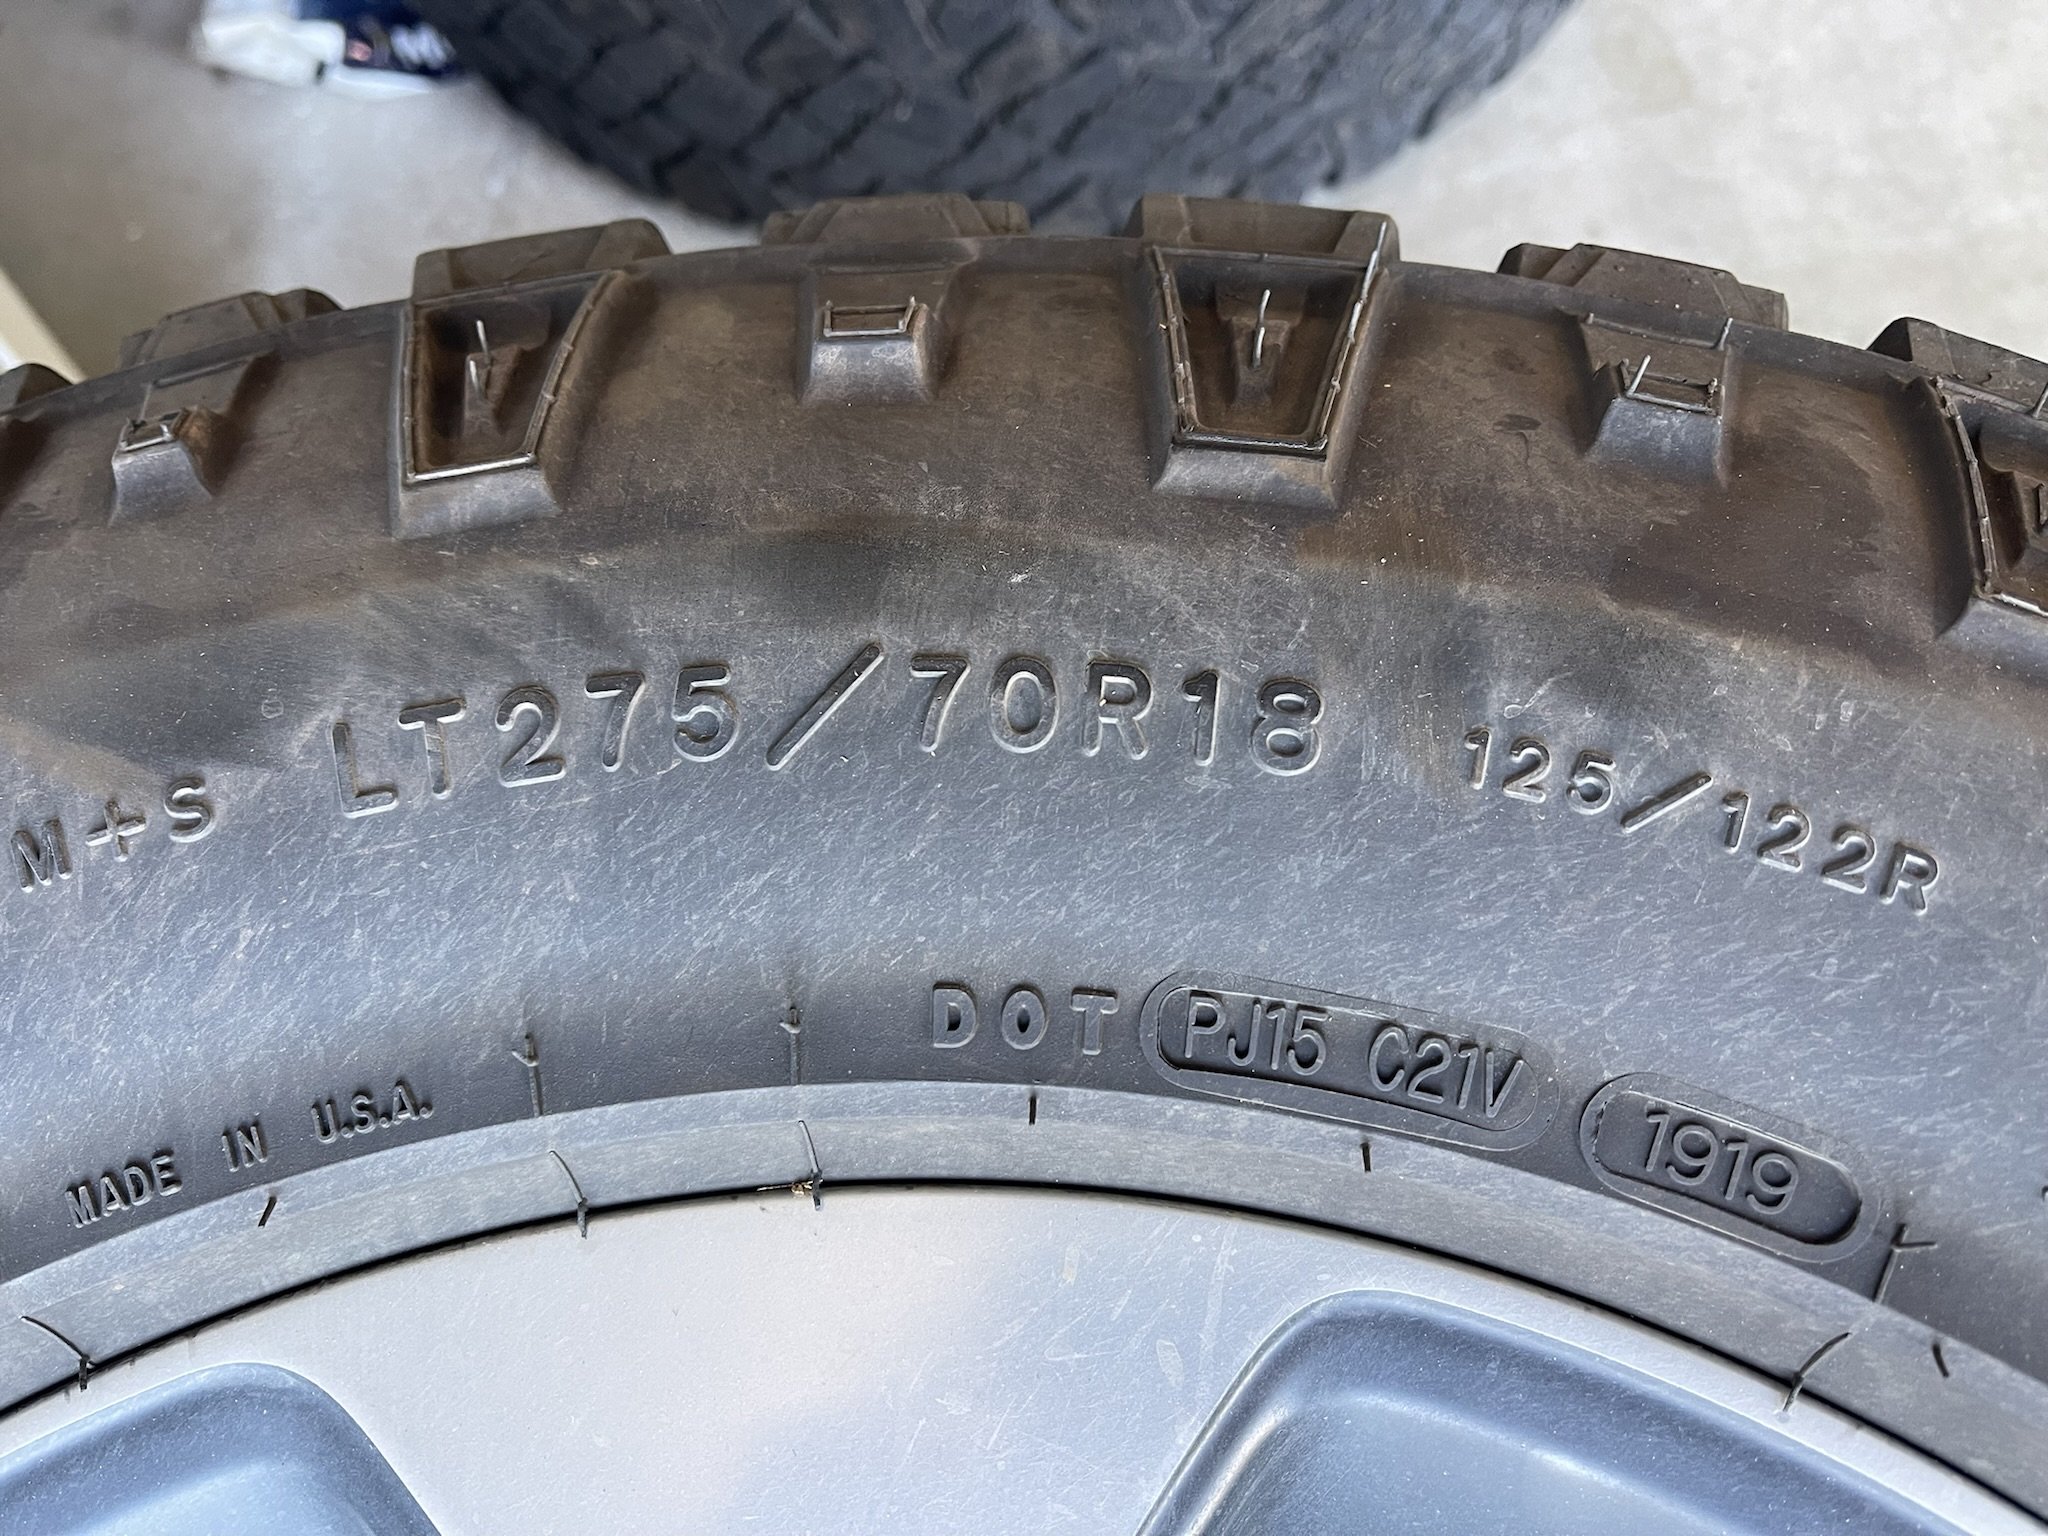 M+S LT275/70R18 125/122R
DOT PJ15 C21V 1919
MADE IN U.S.A.